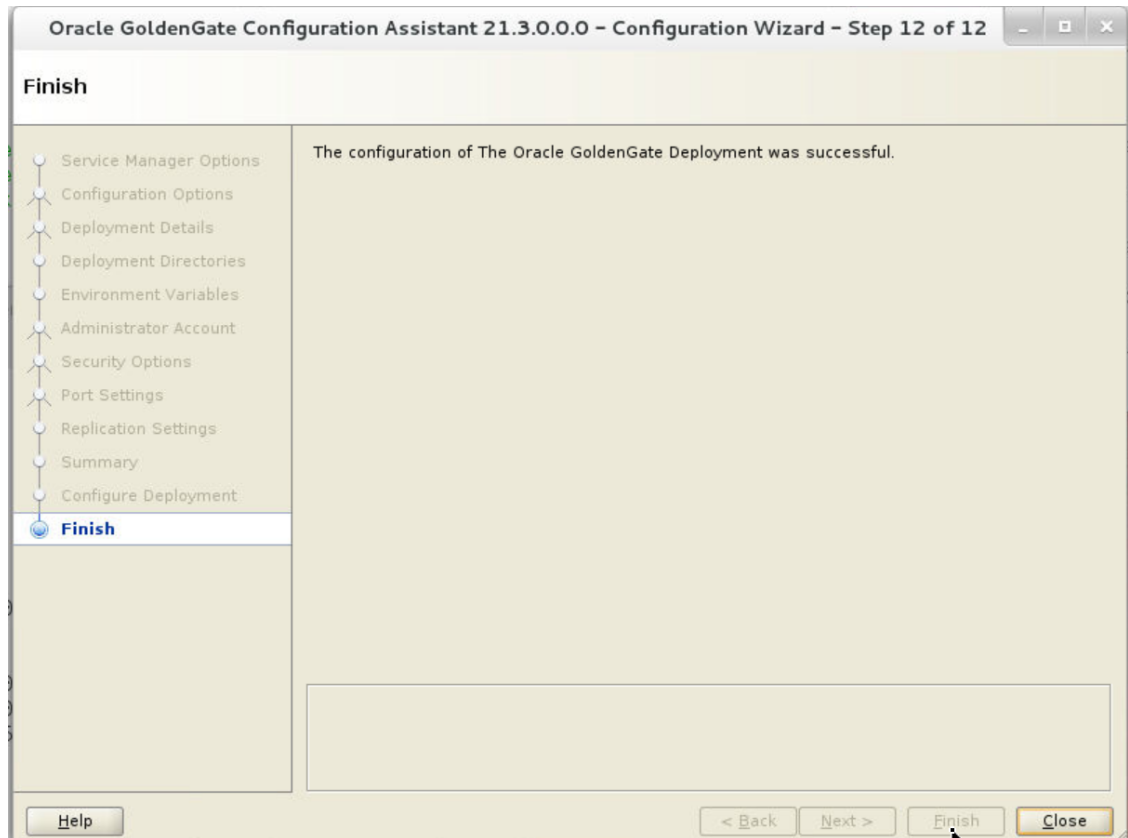 Oracle GoldenGate Configuration Assistant 21.3.0.0.0 – Configuration Wizard – Step 12 of 12
Finish
Service Manager Options
Configuration Options
Deployment Details
Deployment Directories
Environment Variables
Administrator Account
Security Options
Port Settings
Replication Settings
Summary
Configure Deployment
Finish
The configuration of The Oracle GoldenGate Deployment was successful.
Help
< Back
Next >
Finish
Close